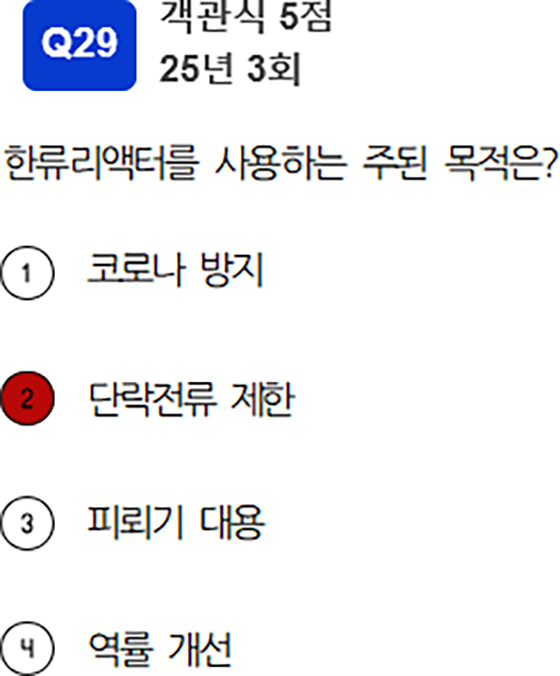 Q29
객관식 5점
25년 3회
한류리액터를 사용하는 주된 목적은?
1 코로나 방지
2 단락전류 제한
3 피뢰기 대용
4 역률 개선